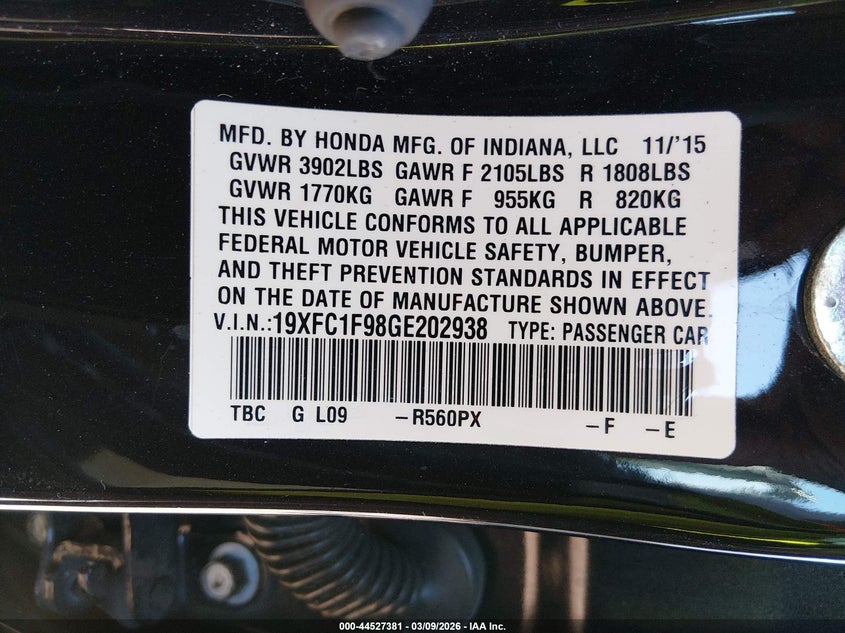 MFD. BY HONDA MFG. OF INDIANA, LLC 11/'15
GVWR 3902LBS GAWR F 2105LBS R 1808LBS
GVWR 1770KG GAWR F 955KG R 820KG
THIS VEHICLE CONFORMS TO ALL APPLICABLE
FEDERAL MOTOR VEHICLE SAFETY, BUMPER,
AND THEFT PREVENTION STANDARDS IN EFFECT
ON THE DATE OF MANUFACTURE SHOWN ABOVE.
V.I.N.:19XFC1F98GE202938 TYPE: PASSENGER CAR
TBC G L09 –R560PX –F –E
000-44527381 | 03/09/2026 - IAA Inc.